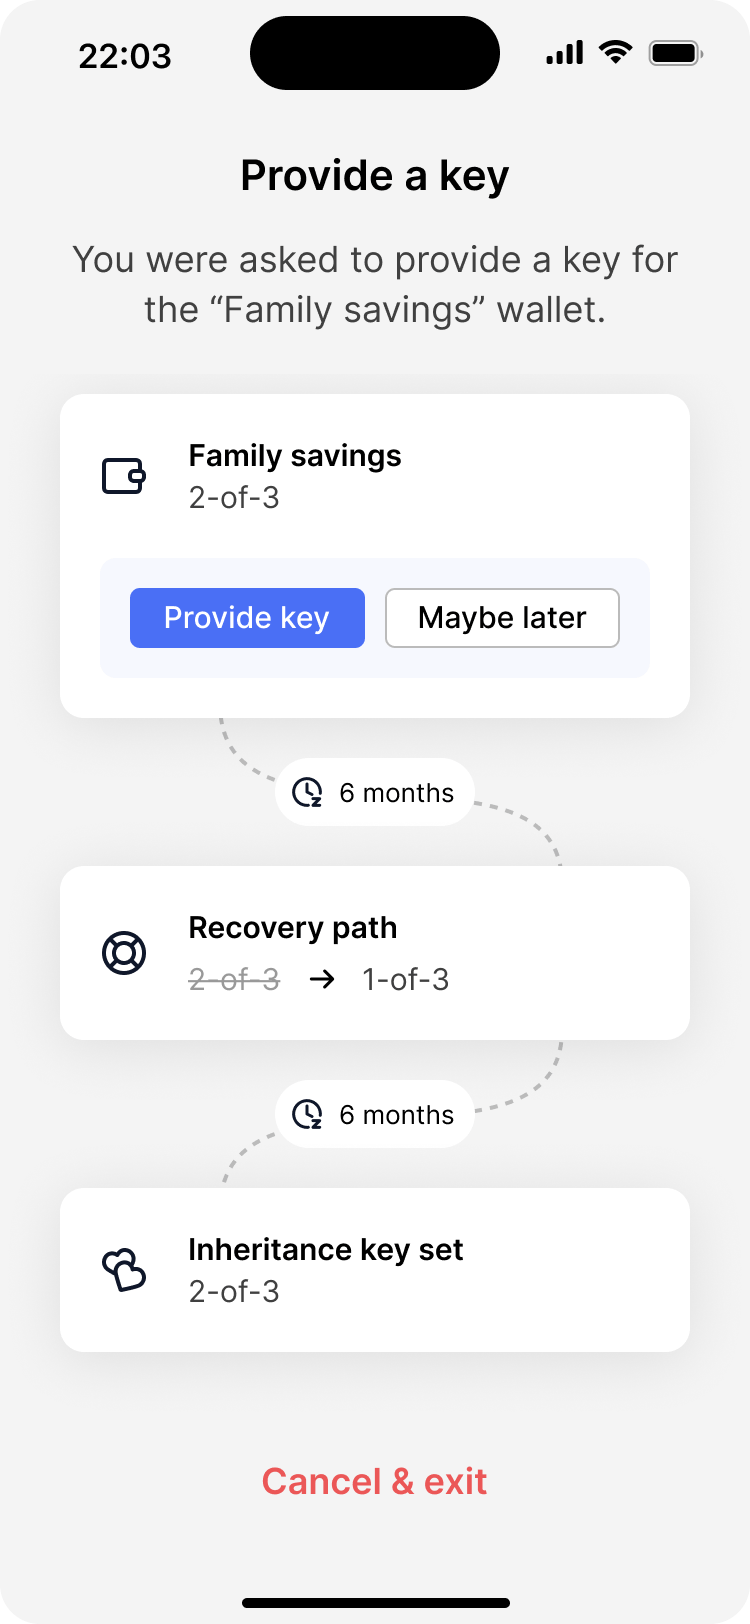 22:03
Provide a key
You were asked to provide a key for
the “Family savings” wallet.
Family savings
2-of-3
Provide key
Maybe later
6 months
Recovery path
2-of-3 → 1-of-3
6 months
Inheritance key set
2-of-3
Cancel & exit